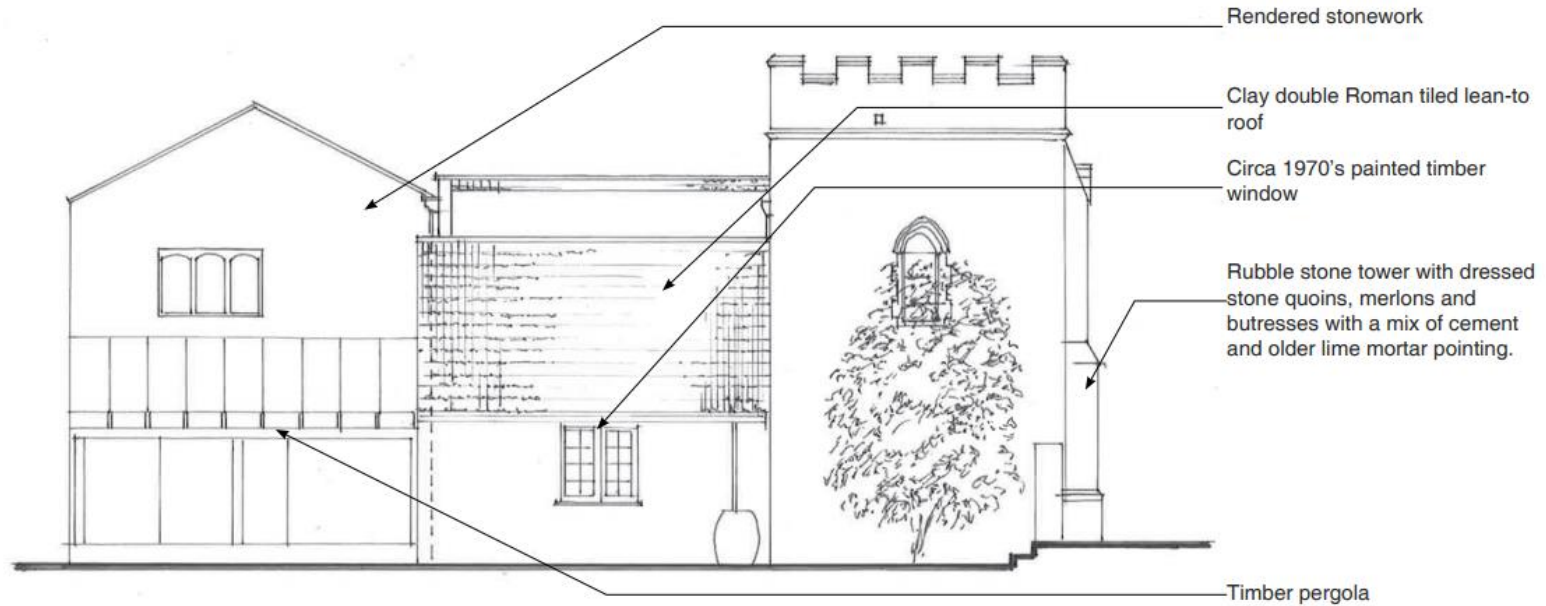 Rendered stonework
Clay double Roman tiled lean-to
roof
Circa 1970's painted timber
window
Rubble stone tower with dressed
stone quoins, merlons and
butresses with a mix of cement
and older lime mortar pointing.
Timber pergola